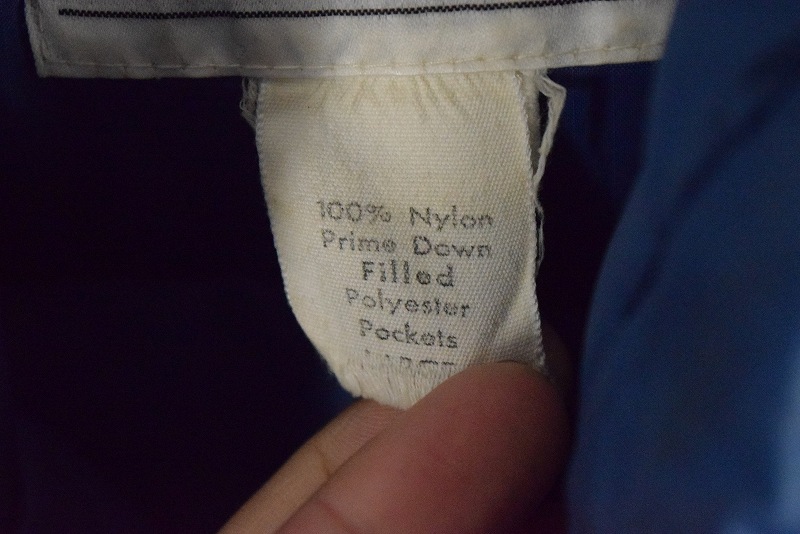 100% Nylon
Prime Down
Filled
Polyester
Pockets